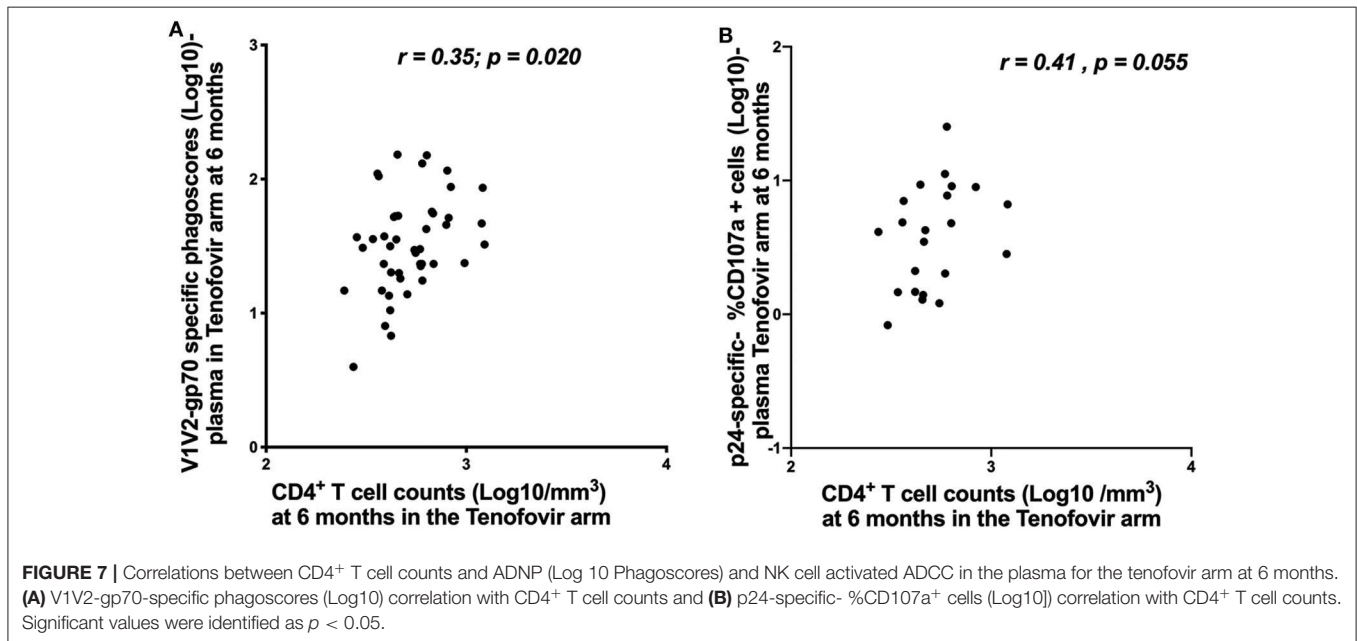 A
r = 0.35; p = 0.020
V1V2-gp70 specific phagoscores (Log10)-
plasma in Tenofovir arm at 6 months
3
2
1
0
2
3
4
CD4+ T cell counts (Log10/mm3)
at 6 months in the Tenofovir arm
B
r = 0.41 , p = 0.055
p24-specific- %CD107a + cells (Log10)-
plasma Tenofovir arm at 6 months
2
1
0
-1
2
3
4
CD4+ T cell counts (Log10 /mm3)
at 6 months in the Tenofovir arm
FIGURE 7 | Correlations between CD4+ T cell counts and ADNP (Log 10 Phagoscores) and NK cell activated ADCC in the plasma for the tenofovir arm at 6 months.
(A) V1V2-gp70-specific phagoscores (Log10) correlation with CD4+ T cell counts and (B) p24-specific- %CD107a+ cells (Log10]) correlation with CD4+ T cell counts.
Significant values were identified as p < 0.05.